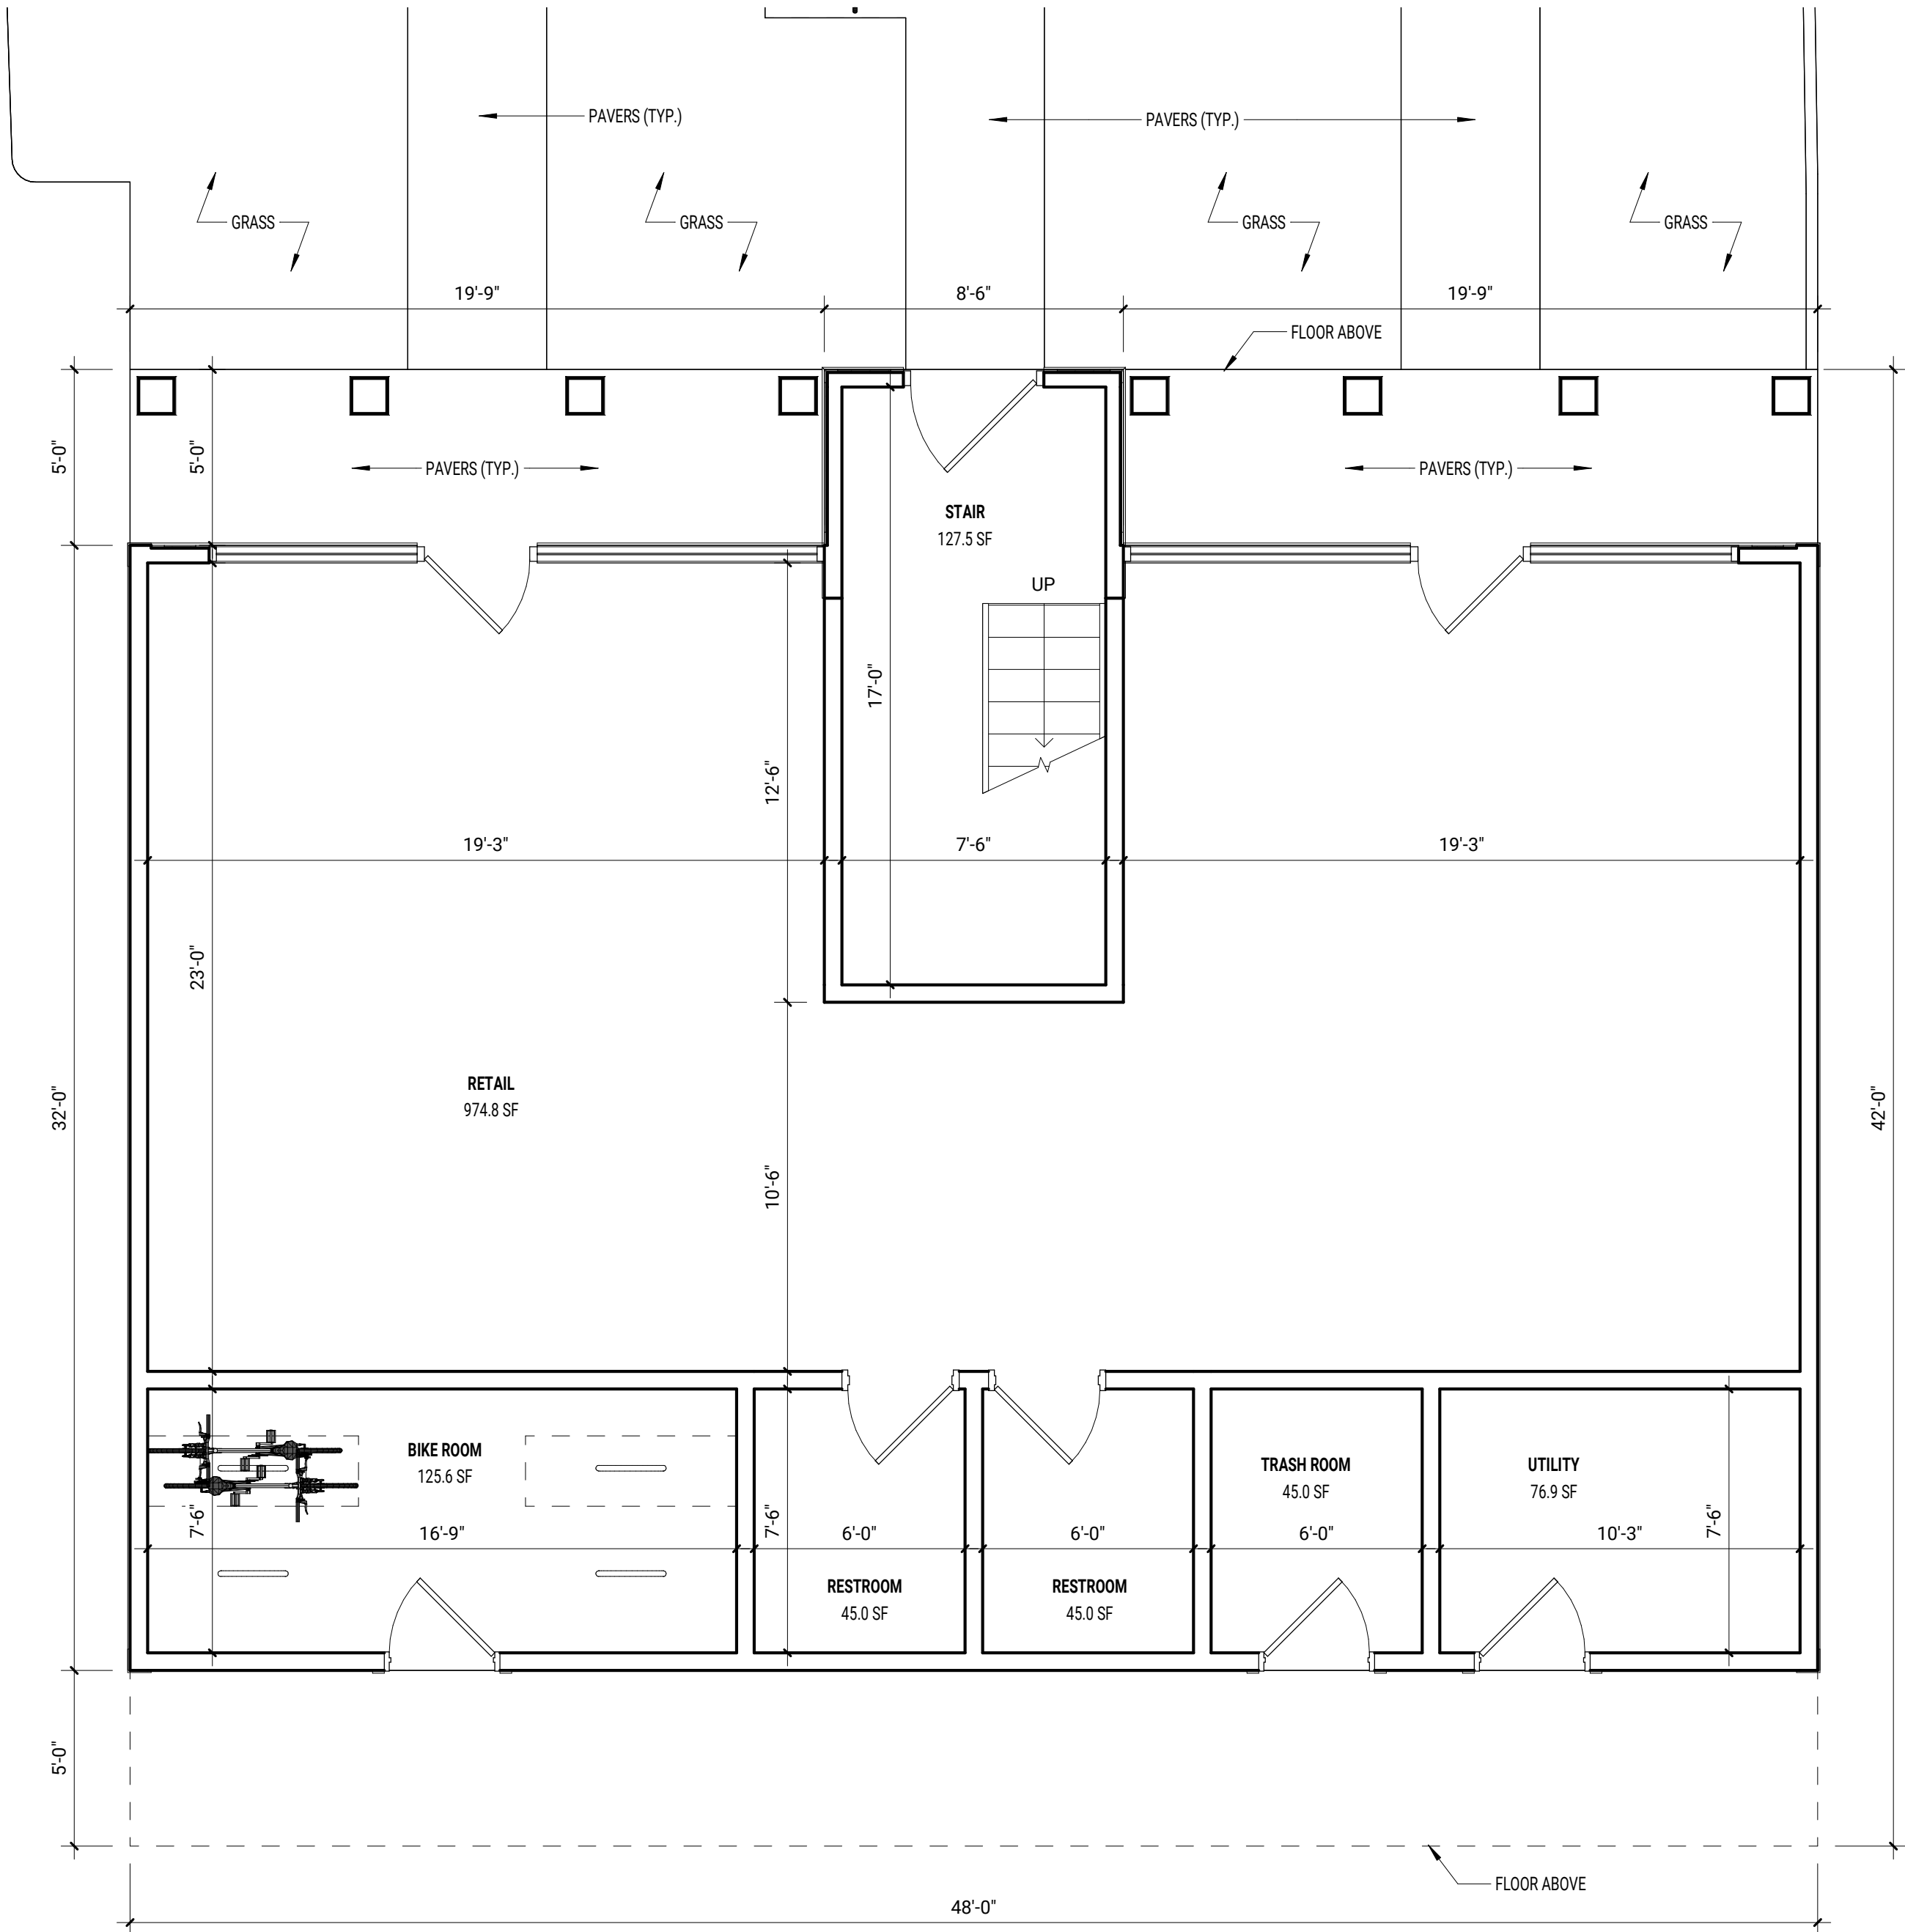 PAVERS (TYP.)
PAVERS (TYP.)
GRASS
GRASS
GRASS
GRASS
19'-9"
8'-6"
19'-9"
FLOOR ABOVE
5'-0"
5'-0"
PAVERS (TYP.)
PAVERS (TYP.)
STAIR
127.5 SF
UP
17'-0"
12'-6"
19'-3"
7'-6"
19'-3"
23'-0"
RETAIL
974.8 SF
32'-0"
10'-6"
42'-0"
BIKE ROOM
125.6 SF
TRASH ROOM
45.0 SF
UTILITY
76.9 SF
7'-6"
16'-9"
7'-6"
6'-0"
6'-0"
6'-0"
10'-3"
7'-6"
RESTROOM
45.0 SF
RESTROOM
45.0 SF
5'-0"
FLOOR ABOVE
48'-0"